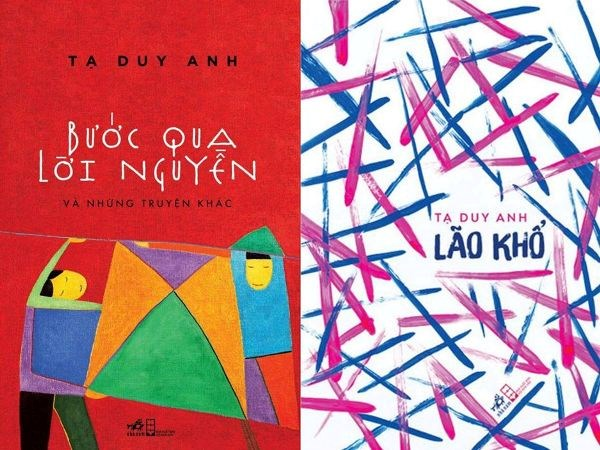 TẠ DUY ANH
BƯỚC QUA
LỜI NGUYỀN
VÀ NHỮNG TRUYỆN KHÁC
TẠ DUY ANH
LÃO KHỔ